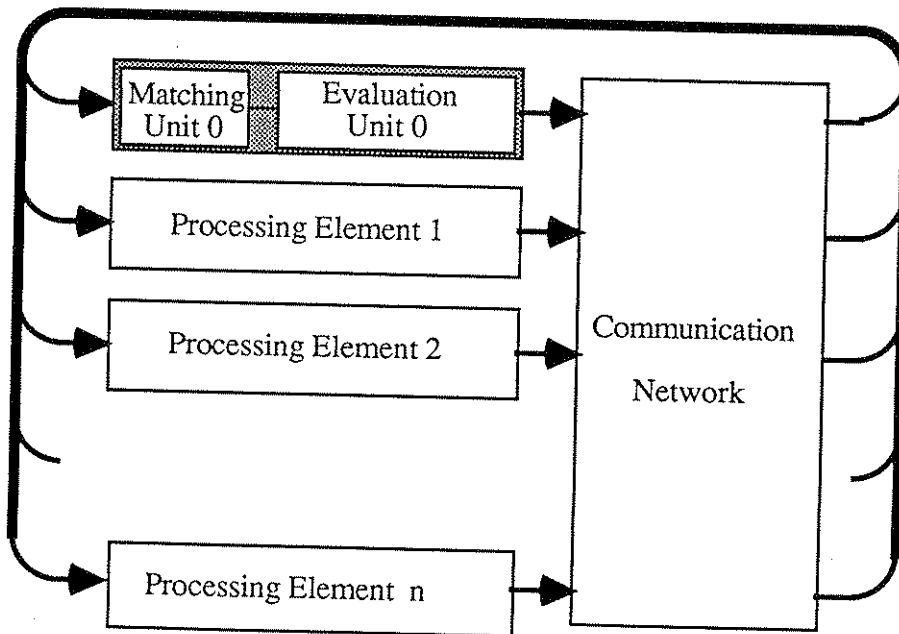 Matching
Unit 0
Evaluation
Unit 0
Processing Element 1
Processing Element 2
Communication
Network
Processing Element n